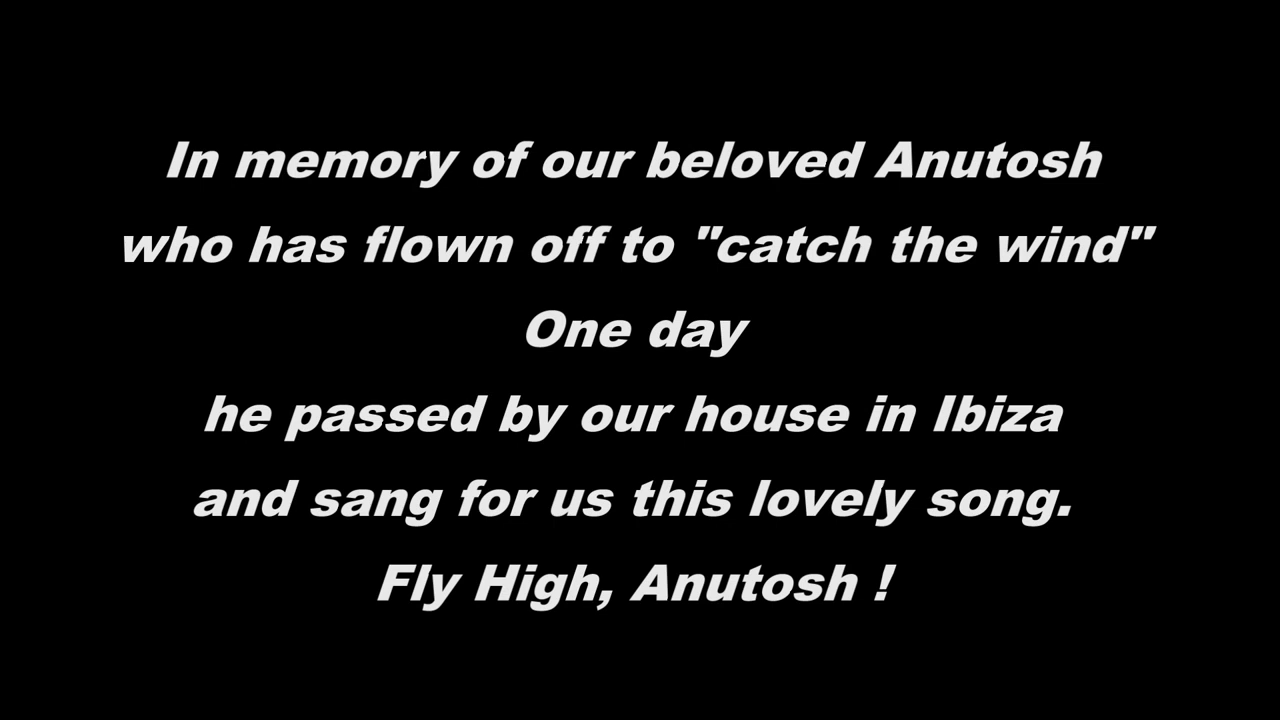 In memory of our beloved Anutosh
who has flown off to "catch the wind"
One day
he passed by our house in Ibiza
and sang for us this lovely song.
Fly High, Anutosh !